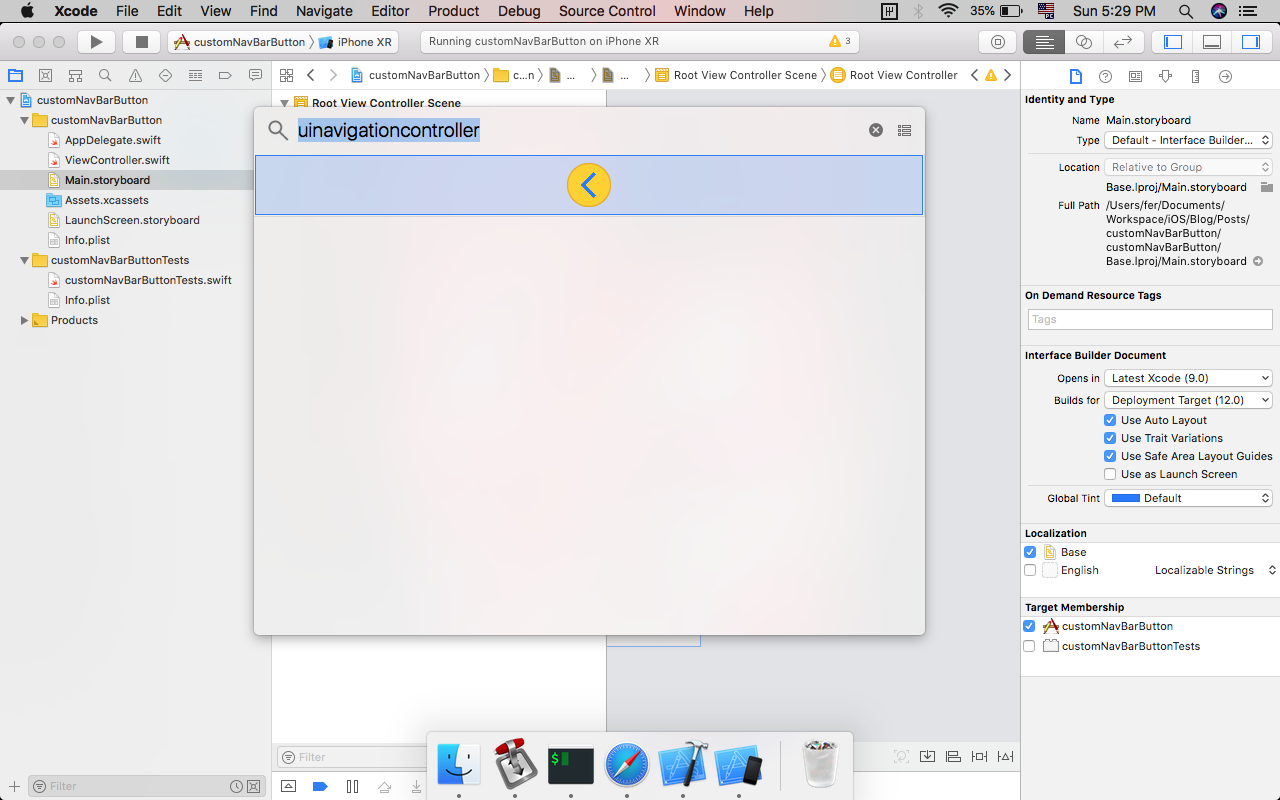 Xcode File Edit View Find Navigate Editor Product Debug Source Control Window Help 35% Sun 5:29 PM
customNavBarButton iPhone XR Running customNavBarButton on iPhone XR 3
customNavBarButton c...n ... ... Root View Controller Scene Root View Controller
customNavBarButton
customNavBarButton
AppDelegate.swift
ViewController.swift
Main.storyboard
Assets.xcassets
LaunchScreen.storyboard
Info.plist
customNavBarButtonTests
customNavBarButtonTests.swift
Info.plist
Products
Filter
Root View Controller Scene
uinavigationcontroller
Filter
$
Identity and Type
Name Main.storyboard
Type Default - Interface Builder...
Location Relative to Group
Base.lproj/Main.storyboard
Full Path /Users/fer/Documents/
Workspace/iOS/Blog/Posts/
customNavBarButton/
customNavBarButton/
Base.lproj/Main.storyboard
On Demand Resource Tags
Tags
Interface Builder Document
Opens in Latest Xcode (9.0)
Builds for Deployment Target (12.0)
Use Auto Layout
Use Trait Variations
Use Safe Area Layout Guides
Use as Launch Screen
Global Tint Default
Localization
Base
English Localizable Strings
Target Membership
customNavBarButton
customNavBarButtonTests